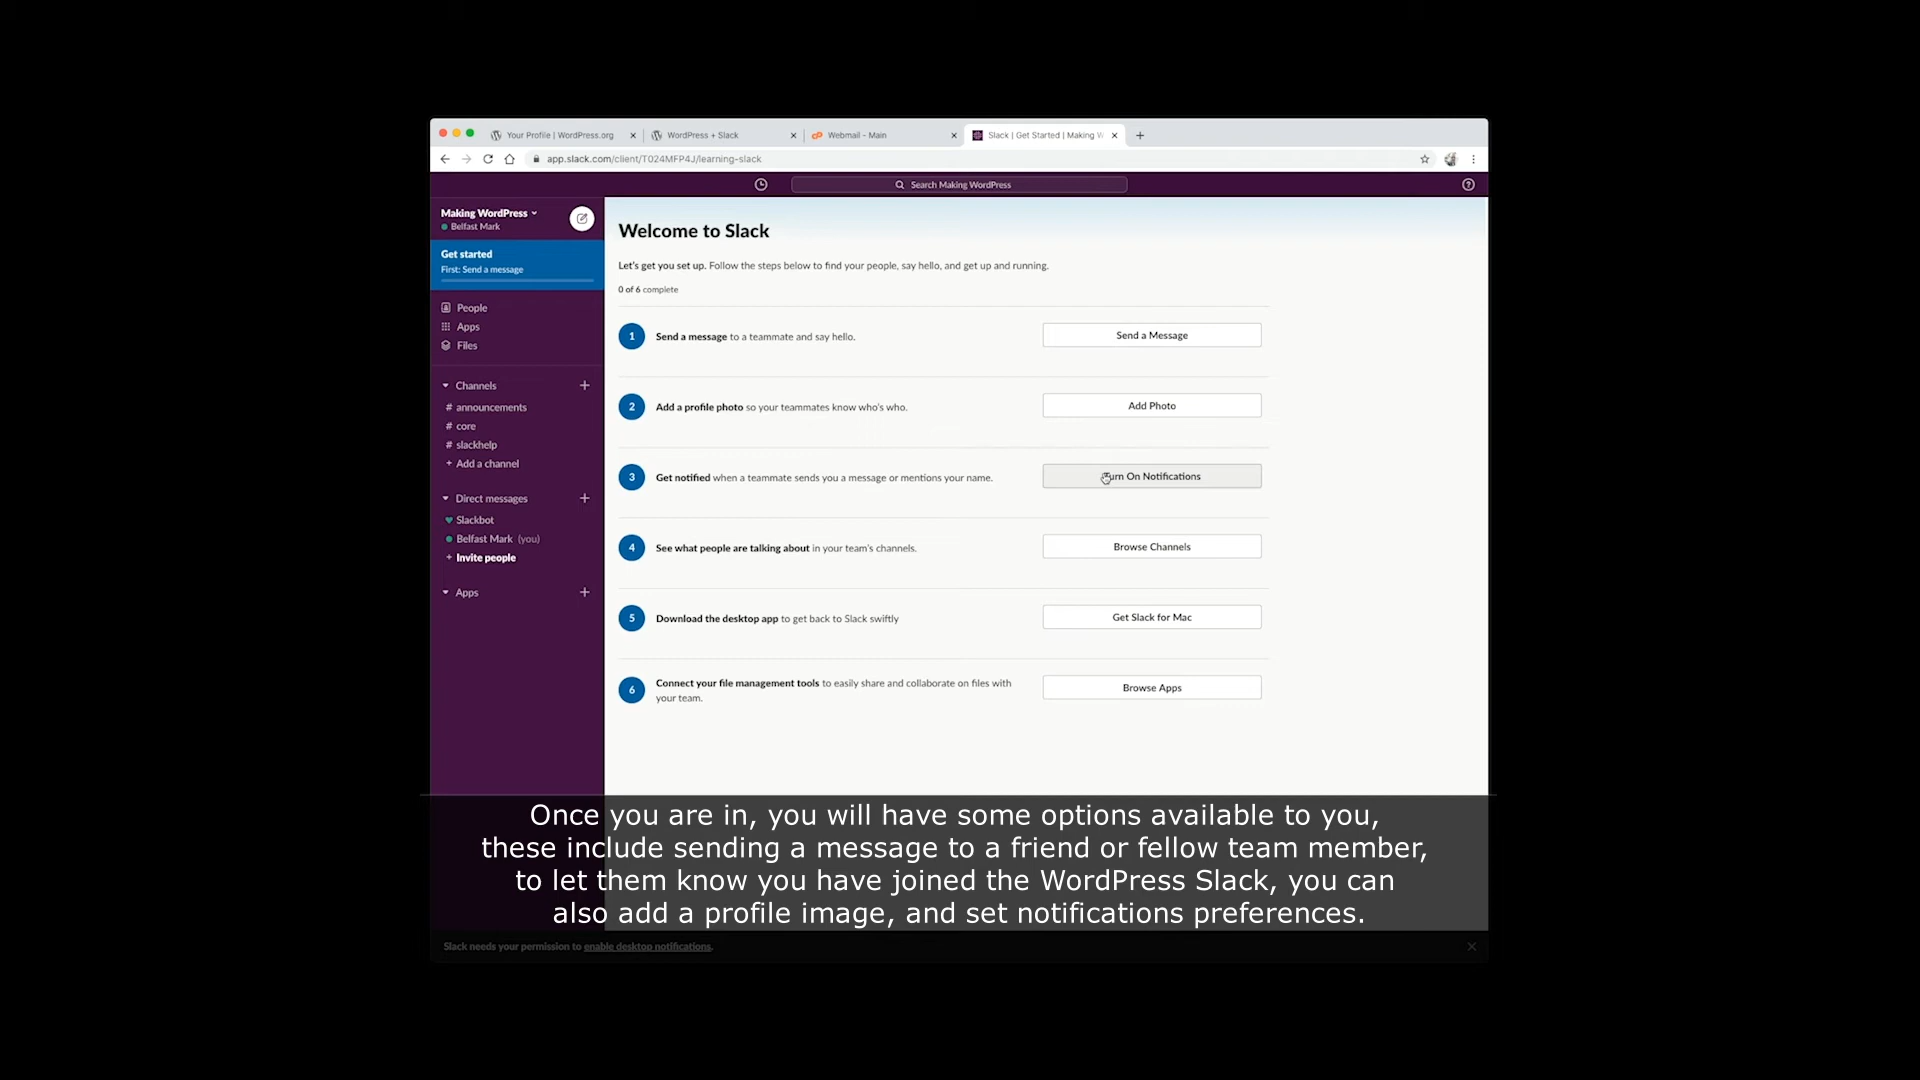 Your Profile | WordPress.org
WordPress + Slack
Webmail - Main
Slack | Get Started | Making W
app.slack.com/client/T024MFP4J/learning-slack
Search Making WordPress
Making WordPress
Belfast Mark
Get started
First: Send a message
People
Apps
Files
Channels
# announcements
# core
# slackhelp
+ Add a channel
Direct messages
Slackbot
Belfast Mark (you)
+ Invite people
Apps
Welcome to Slack
Let's get you set up. Follow the steps below to find your people, say hello, and get up and running.
0 of 6 complete
1 Send a message to a teammate and say hello. Send a Message
2 Add a profile photo so your teammates know who's who. Add Photo
3 Get notified when a teammate sends you a message or mentions your name. Turn On Notifications
4 See what people are talking about in your team's channels. Browse Channels
5 Download the desktop app to get back to Slack swiftly Get Slack for Mac
6 Connect your file management tools to easily share and collaborate on files with
your team.
Browse Apps
Once you are in, you will have some options available to you,
these include sending a message to a friend or fellow team member,
to let them know you have joined the WordPress Slack, you can
also add a profile image, and set notifications preferences.
Slack needs your permission to enable desktop notifications.